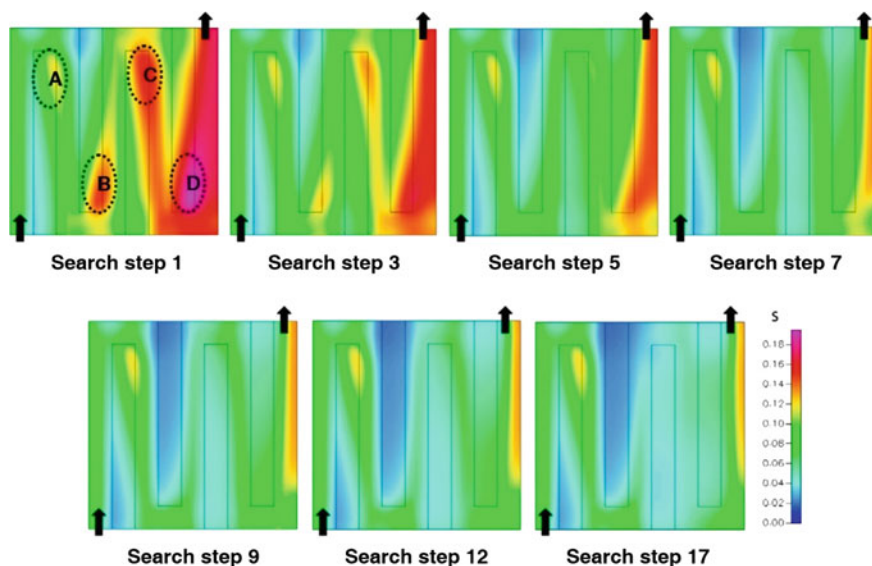 A
C
B
D
Search step 1
Search step 3
Search step 5
Search step 7
S
0.18
0.16
0.14
0.12
0.10
0.08
0.06
0.04
0.02
0.00
Search step 9
Search step 12
Search step 17